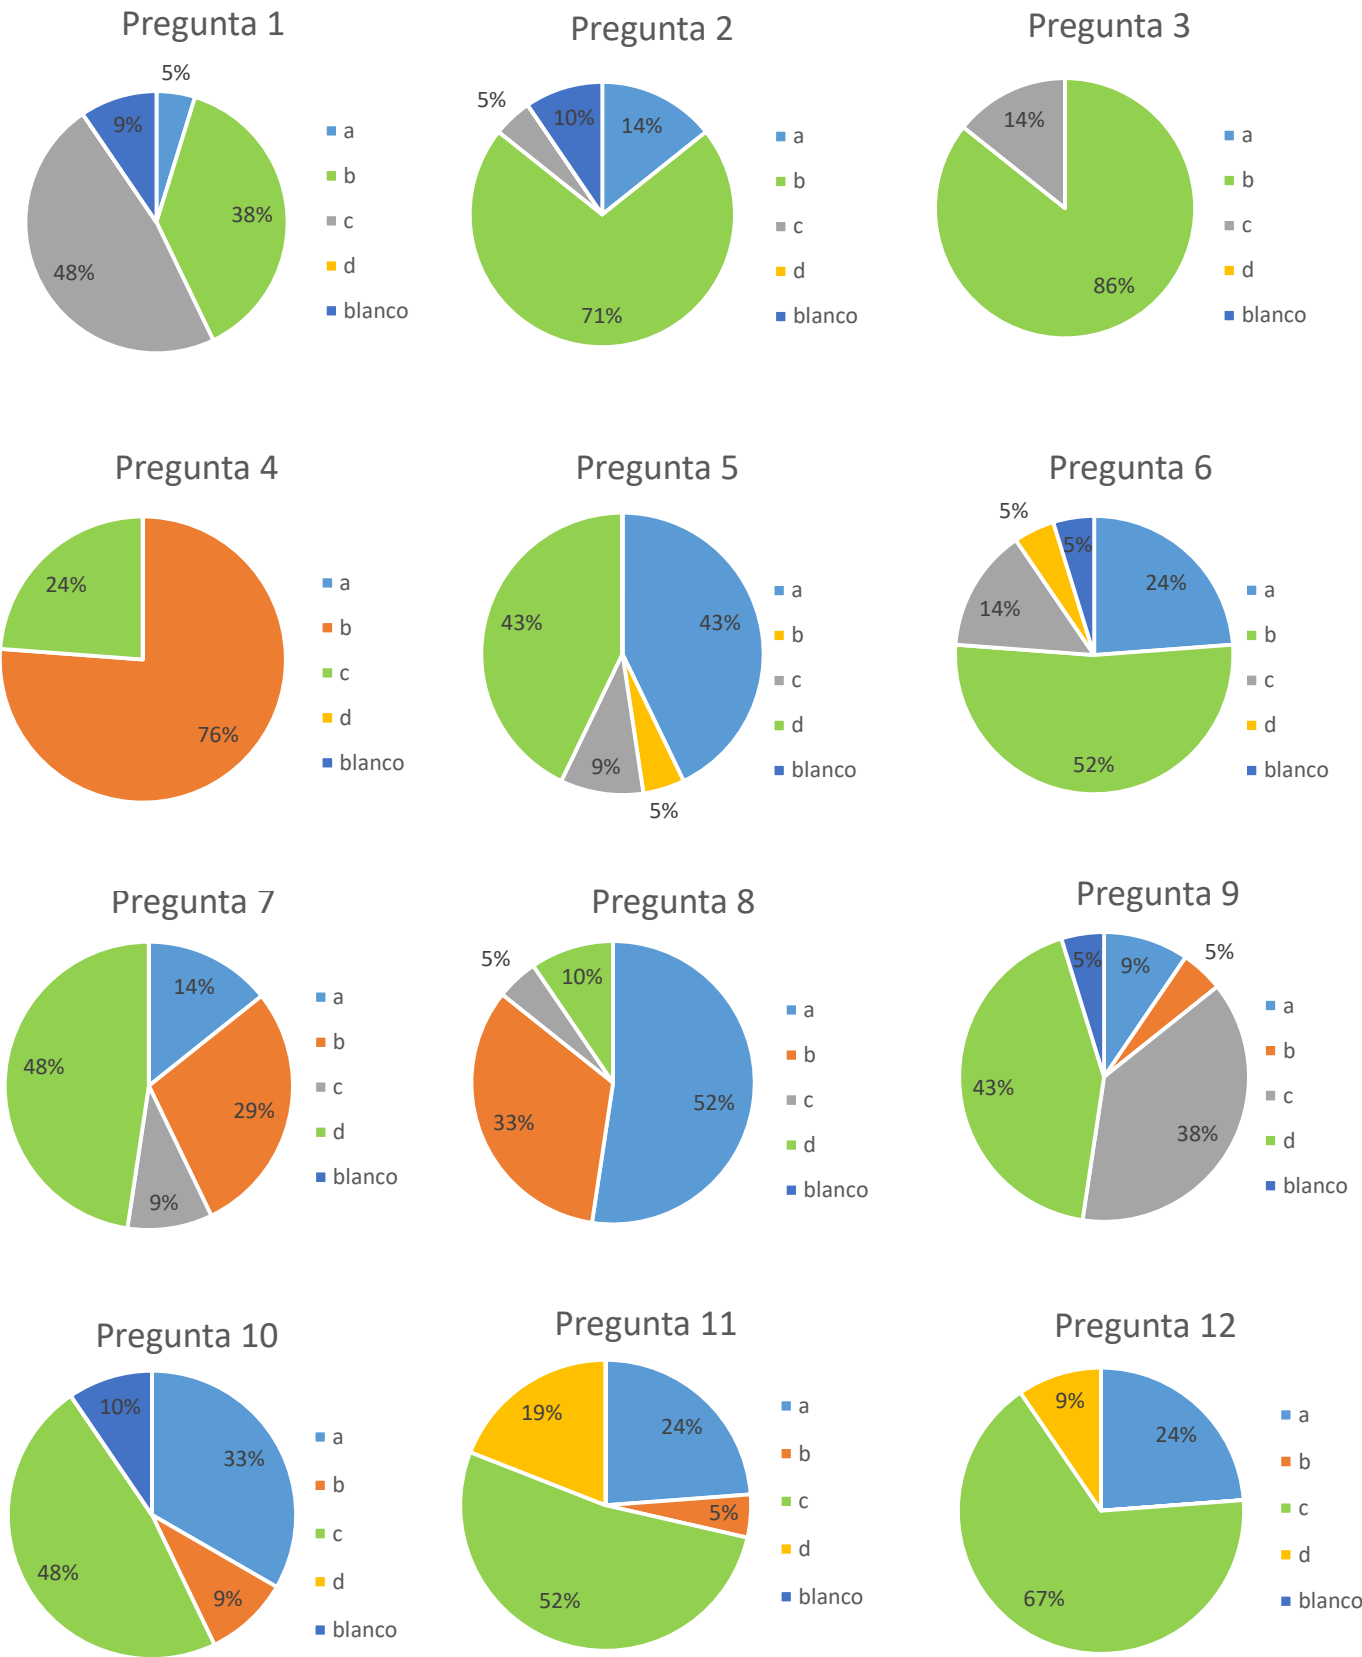 Pregunta 1
5%
9%
38%
48%
a
b
c
d
blanco
Pregunta 2
5%
10%
14%
71%
a
b
c
d
blanco
Pregunta 3
14%
86%
a
b
c
d
blanco
Pregunta 4
24%
76%
a
b
c
d
blanco
Pregunta 5
43%
43%
9%
5%
a
b
c
d
blanco
Pregunta 6
5%
5%
24%
14%
52%
a
b
c
d
blanco
Pregunta 7
14%
48%
29%
9%
a
b
c
d
blanco
Pregunta 8
5%
10%
52%
33%
a
b
c
d
blanco
Pregunta 9
5%
9%
5%
43%
38%
a
b
c
d
blanco
Pregunta 10
10%
33%
48%
9%
a
b
c
d
blanco
Pregunta 11
19%
24%
5%
52%
a
b
c
d
blanco
Pregunta 12
9%
24%
67%
a
b
c
d
blanco